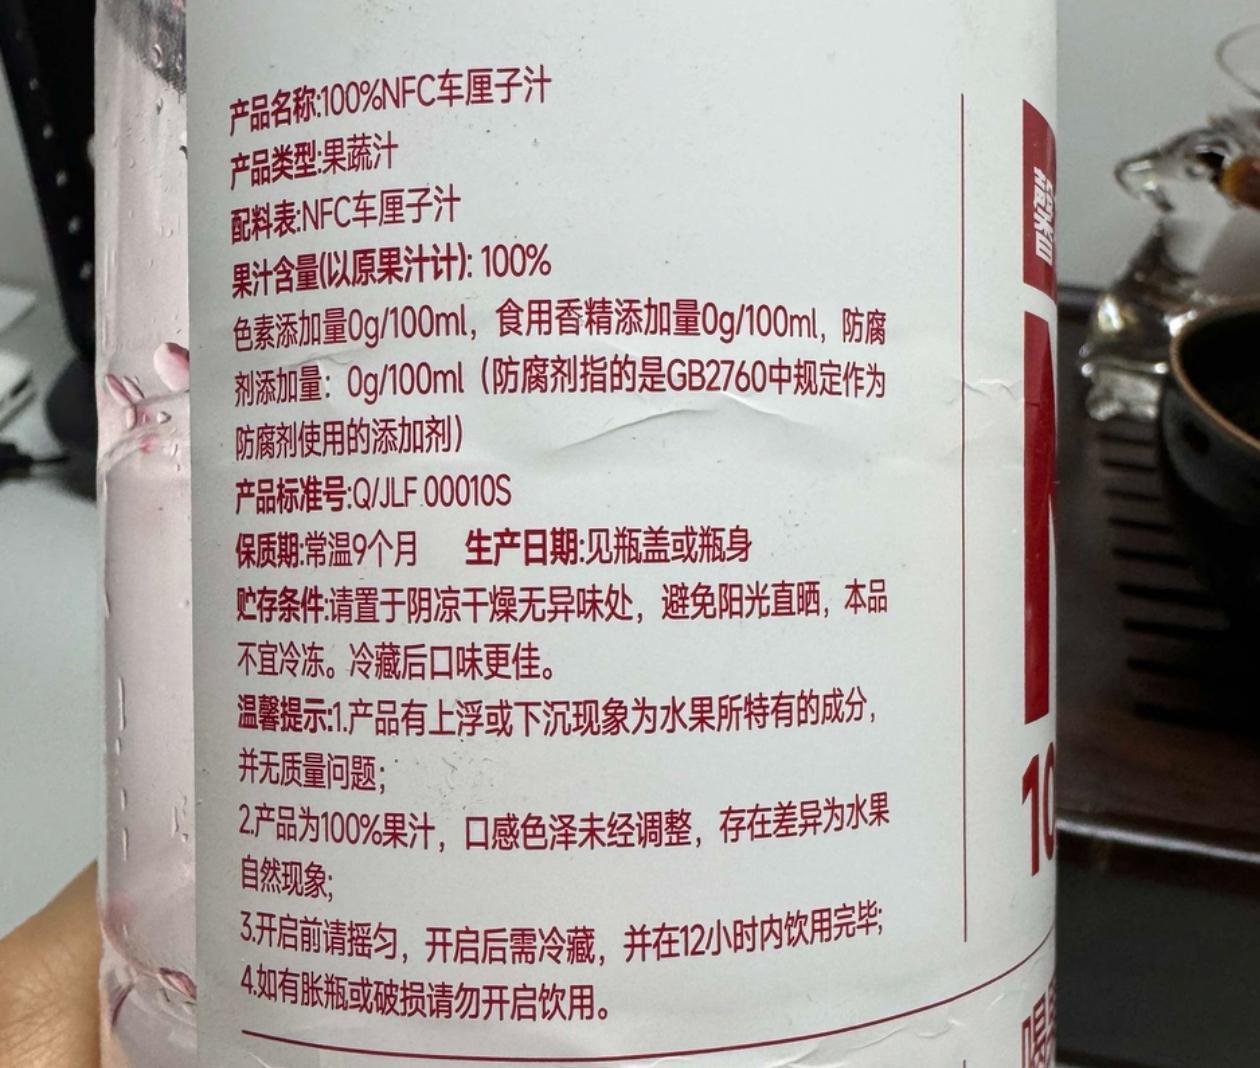 产品名称:100%NFC车厘子汁
产品类型:果蔬汁
配料表:NFC车厘子汁
果汁含量(以原果汁计): 100%
色素添加量0g/100ml，食用香精添加量0g/100ml，防腐
剂添加量：0g/100ml（防腐剂指的是GB2760中规定作为
防腐剂使用的添加剂）
产品标准号:Q/JLF 00010S
保质期:常温9个月 生产日期:见瓶盖或瓶身
贮存条件:请置于阴凉干燥无异味处，避免阳光直晒，本品
不宜冷冻。冷藏后口味更佳。
温馨提示:1.产品有上浮或下沉现象为水果所特有的成分，
并无质量问题；
2.产品为100%果汁，口感色泽未经调整，存在差异为水果
自然现象;
3.开启前请摇匀，开启后需冷藏，并在12小时内饮用完毕;
4.如有胀瓶或破损请勿开启饮用。
10
喝